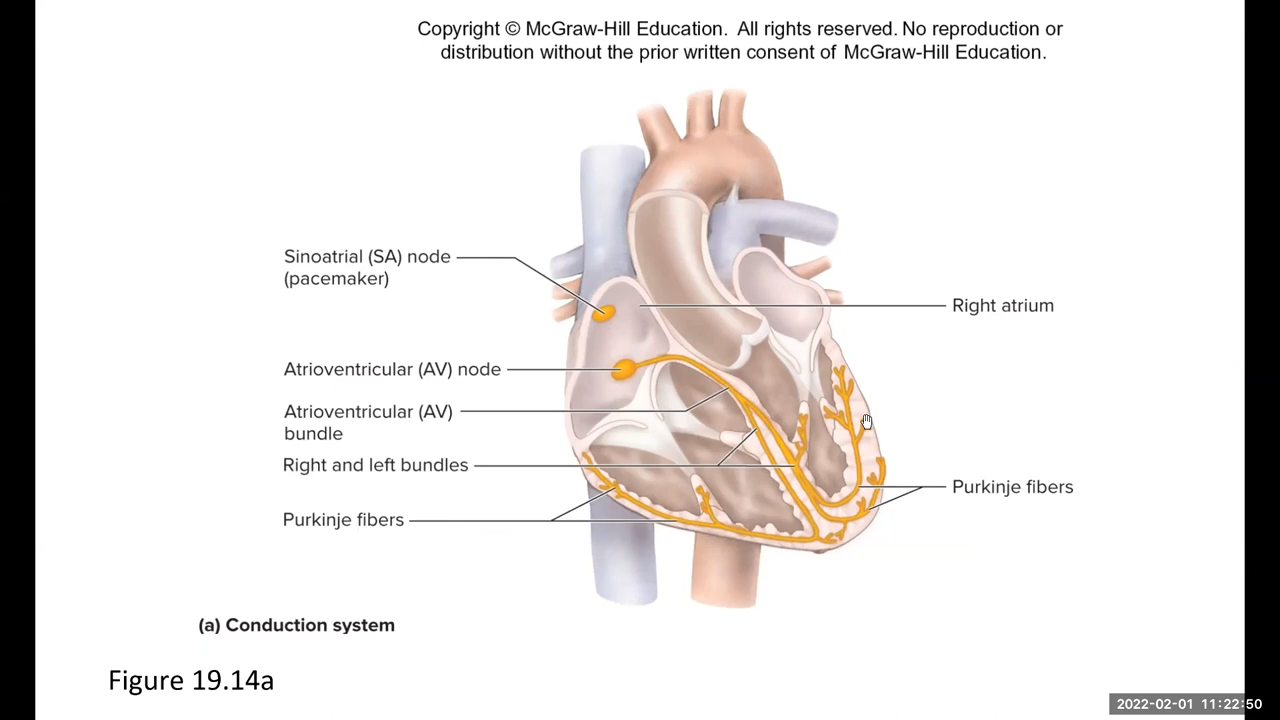 Copyright © McGraw-Hill Education.  All rights reserved. No reproduction or
distribution without the prior written consent of McGraw-Hill Education.
Sinoatrial (SA) node
(pacemaker)
Right atrium
Atrioventricular (AV) node
Atrioventricular (AV)
bundle
Right and left bundles
Purkinje fibers
Purkinje fibers
(a) Conduction system
Figure 19.14a
2022-02-01 11:22:50